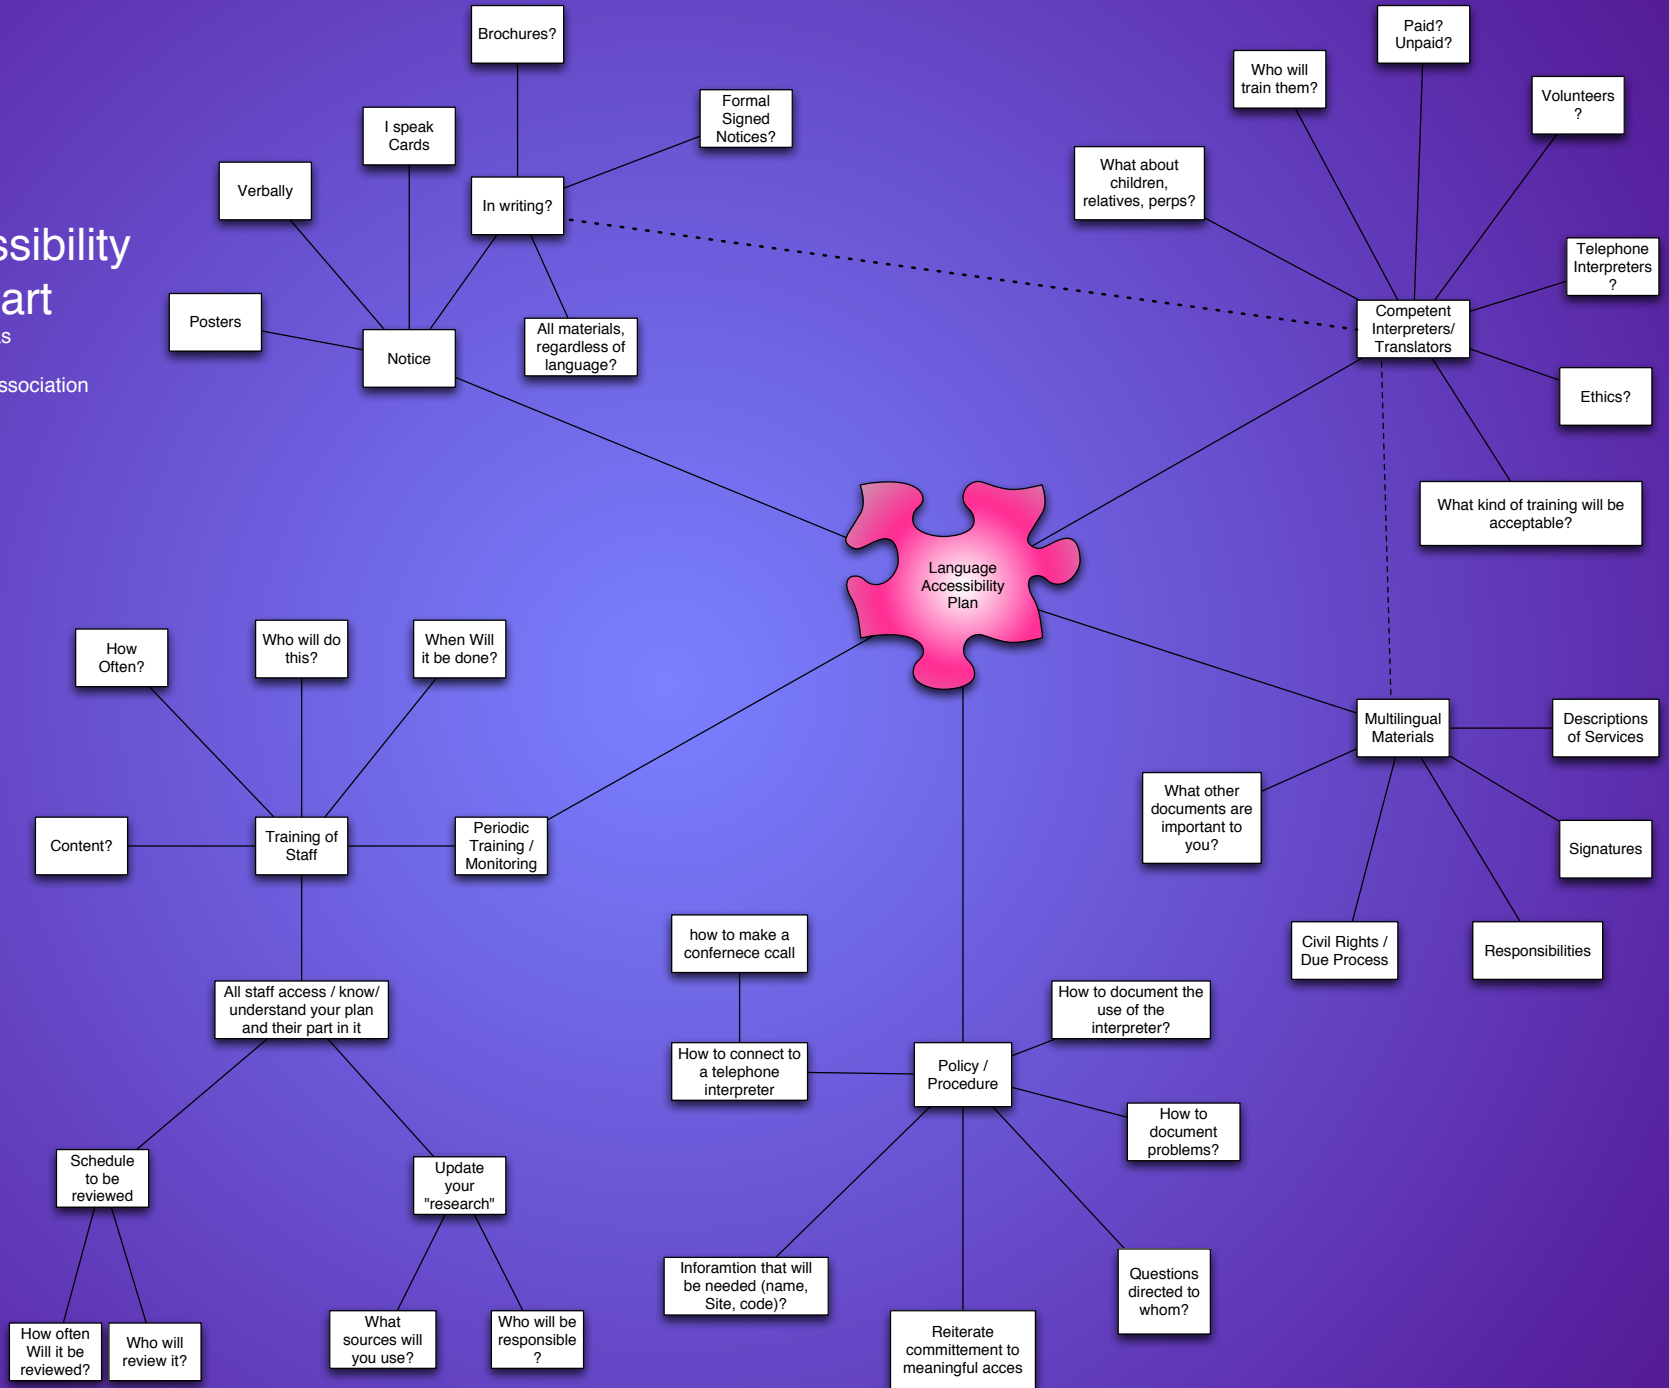 ssibility
art
s
ssociation
Brochures?
Formal
Signed
Notices?
I speak
Cards
Verbally
In writing?
Posters
Notice
All materials,
regardless of
language?
Paid?
Unpaid?
Who will
train them?
Volunteers
?
What about
children,
relatives, perps?
Telephone
Interpreters
?
Competent
Interpreters/
Translators
Ethics?
What kind of training will be
acceptable?
Language
Accessibility
Plan
How
Often?
Who will do
this?
When Will
it be done?
Content?
Training of
Staff
Periodic
Training /
Monitoring
Multilingual
Materials
Descriptions
of Services
What other
documents are
important to
you?
Signatures
Civil Rights /
Due Process
Responsibilities
All staff access / know/
understand your plan
and their part in it
Schedule
to be
reviewed
Update
your
"research"
How often
Will it be
reviewed?
Who will
review it?
What
sources will
you use?
Who will be
responsible
?
how to make a
confernece ccall
How to connect to
a telephone
interpreter
Policy /
Procedure
How to document the
use of the
interpreter?
How to
document
problems?
Inforamtion that will
be needed (name,
Site, code)?
Reiterate
committement to
meaningful acces
Questions
directed to
whom?